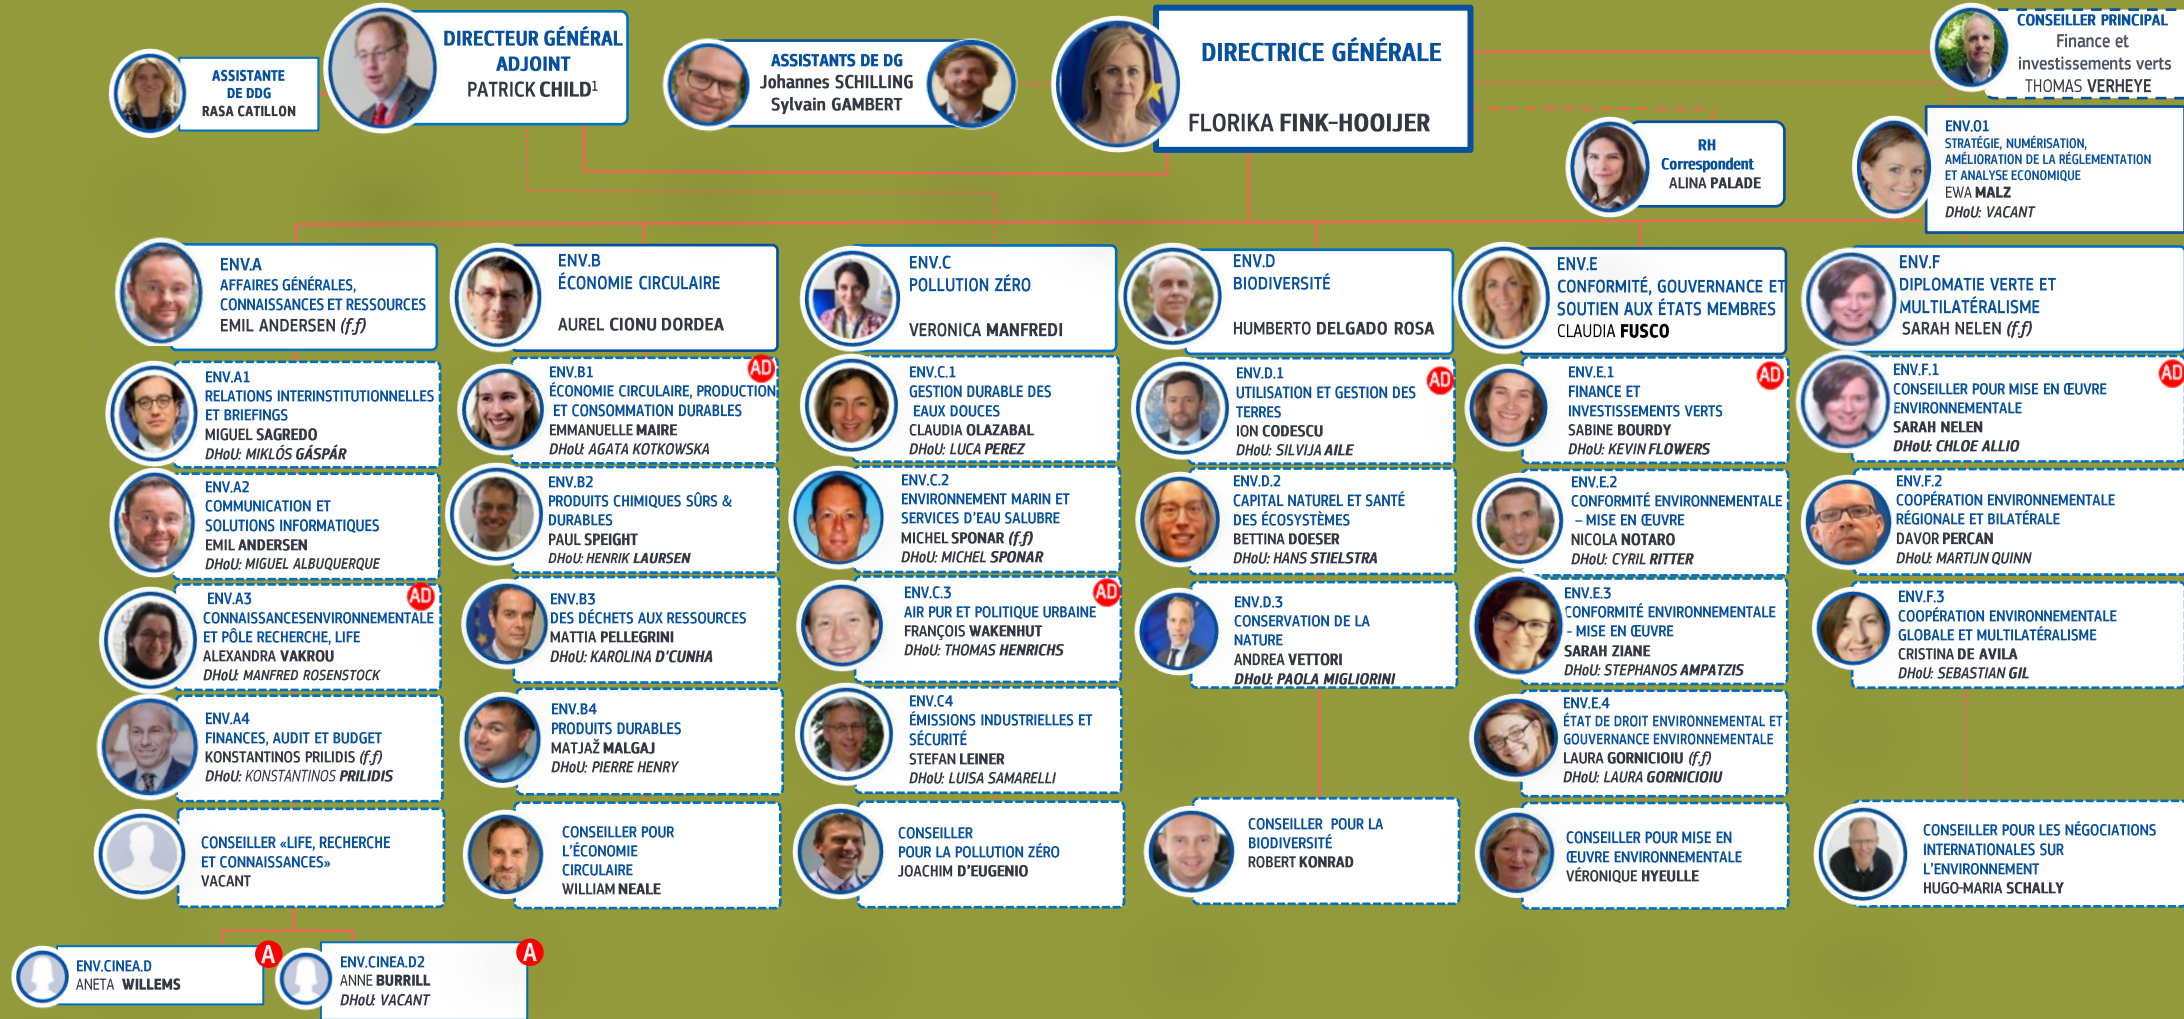 ASSISTANTE
DE DDG
RASA CATILLON
DIRECTEUR GÉNÉRAL
ADJOINT
PATRICK CHILD¹
ASSISTANTS DE DG
Johannes SCHILLING
Sylvain GAMBERT
DIRECTRICE GÉNÉRALE
FLORIKA FINK-HOOIJER
CONSEILLER PRINCIPAL
Finance et
investissements verts
THOMAS VERHEYE
RH
Correspondent
ALINA PALADE
ENV.01
STRATÉGIE, NUMÉRISATION,
AMÉLIORATION DE LA RÉGLEMENTATION
ET ANALYSE ECONOMIQUE
EWA MALZ
DHoU: VACANT
ENV.A
AFFAIRES GÉNÉRALES,
CONNAISSANCES ET RESSOURCES
EMIL ANDERSEN (f.f)
ENV.A1
RELATIONS INTERINSTITUTIONNELLES
ET BRIEFINGS
MIGUEL SAGREDO
DHoU: MIKLÓS GÁSPÁR
ENV.A2
COMMUNICATION ET
SOLUTIONS INFORMATIQUES
EMIL ANDERSEN
DHoU: MIGUEL ALBUQUERQUE
ENV.A3
AD
CONNAISSANCESENVIRONNEMENTALE
ET PÔLE RECHERCHE, LIFE
ALEXANDRA VAKROU
DHoU: MANFRED ROSENSTOCK
ENV.A4
FINANCES, AUDIT ET BUDGET
KONSTANTINOS PRILIDIS (f.f)
DHoU: KONSTANTINOS PRILIDIS
CONSEILLER «LIFE, RECHERCHE
ET CONNAISSANCES»
VACANT
ENV.CINEA.D
ANETA WILLEMS
A
ENV.CINEA.D2
ANNE BURRILL
DHoU: VACANT
A
ENV.B
ÉCONOMIE CIRCULAIRE
AUREL CIONU DORDEA
ENV.B1
AD
ÉCONOMIE CIRCULAIRE, PRODUCTION
ET CONSOMMATION DURABLES
EMMANUELLE MAIRE
DHoU: AGATA KOTKOWSKA
ENV.B2
PRODUITS CHIMIQUES SÛRS &
DURABLES
PAUL SPEIGHT
DHoU: HENRIK LAURSEN
ENV.B3
DES DÉCHETS AUX RESSOURCES
MATTIA PELLEGRINI
DHoU: KAROLINA D'CUNHA
ENV.B4
PRODUITS DURABLES
MATJAŽ MALGAJ
DHoU: PIERRE HENRY
CONSEILLER POUR
L'ÉCONOMIE
CIRCULAIRE
WILLIAM NEALE
ENV.C
POLLUTION ZÉRO
VERONICA MANFREDI
ENV.C.1
GESTION DURABLE DES
EAUX DOUCES
CLAUDIA OLAZABAL
DHoU: LUCA PEREZ
ENV.C.2
ENVIRONNEMENT MARIN ET
SERVICES D'EAU SALUBRE
MICHEL SPONAR (f.f)
DHoU: MICHEL SPONAR
ENV.C.3
AD
AIR PUR ET POLITIQUE URBAINE
FRANÇOIS WAKENHUT
DHoU: THOMAS HENRICHS
ENV.C4
ÉMISSIONS INDUSTRIELLES ET
SÉCURITÉ
STEFAN LEINER
DHoU: LUISA SAMARELLI
CONSEILLER
POUR LA POLLUTION ZÉRO
JOACHIM D'EUGENIO
ENV.D
BIODIVERSITÉ
HUMBERTO DELGADO ROSA
ENV.D.1
AD
UTILISATION ET GESTION DES
TERRES
ION CODESCU
DHoU: SILVIJA AILE
ENV.D.2
CAPITAL NATUREL ET SANTÉ
DES ÉCOSYSTÈMES
BETTINA DOESER
DHoU: HANS STIELSTRA
ENV.D.3
CONSERVATION DE LA
NATURE
ANDREA VETTORI
DHoU: PAOLA MIGLIORINI
CONSEILLER POUR LA
BIODIVERSITÉ
ROBERT KONRAD
ENV.E
CONFORMITÉ, GOUVERNANCE ET
SOUTIEN AUX ÉTATS MEMBRES
CLAUDIA FUSCO
ENV.E.1
AD
FINANCE ET
INVESTISSEMENTS VERTS
SABINE BOURDY
DHoU: KEVIN FLOWERS
ENV.E.2
CONFORMITÉ ENVIRONNEMENTALE
– MISE EN ŒUVRE
NICOLA NOTARO
DHoU: CYRIL RITTER
ENV.E.3
CONFORMITÉ ENVIRONNEMENTALE
- MISE EN ŒUVRE
SARAH ZIANE
DHoU: STEPHANOS AMPATZIS
ENV.E.4
ÉTAT DE DROIT ENVIRONNEMENTAL ET
GOUVERNANCE ENVIRONNEMENTALE
LAURA GORNICIOIU (f.f)
DHoU: LAURA GORNICIOIU
CONSEILLER POUR MISE EN
ŒUVRE ENVIRONNEMENTALE
VÉRONIQUE HYEULLE
ENV.F
DIPLOMATIE VERTE ET
MULTILATÉRALISME
SARAH NELEN (f.f)
ENV.F.1
AD
CONSEILLER POUR MISE EN ŒUVRE
ENVIRONNEMENTALE
SARAH NELEN
DHoU: CHLOE ALLIO
ENV.F.2
COOPÉRATION ENVIRONNEMENTALE
RÉGIONALE ET BILATÉRALE
DAVOR PERCAN
DHoU: MARTIJN QUINN
ENV.F.3
COOPÉRATION ENVIRONNEMENTALE
GLOBALE ET MULTILATÉRALISME
CRISTINA DE AVILA
DHoU: SEBASTIAN GIL
CONSEILLER POUR LES NÉGOCIATIONS
INTERNATIONALES SUR
L'ENVIRONNEMENT
HUGO-MARIA SCHALLY